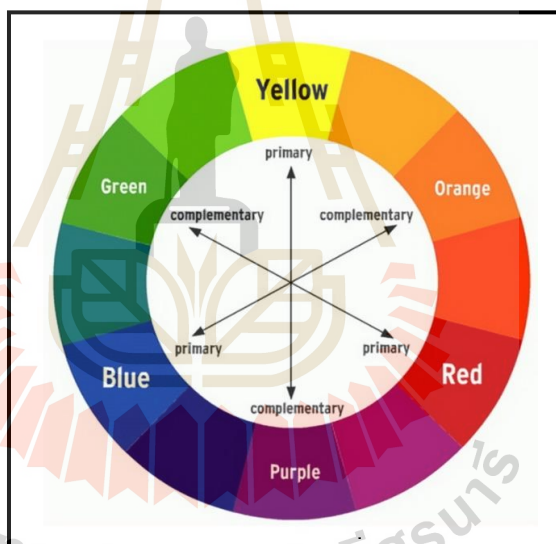 Yellow
primary
Green
Orange
complementary
complementary
primary
primary
Blue
Red
complementary
Purple